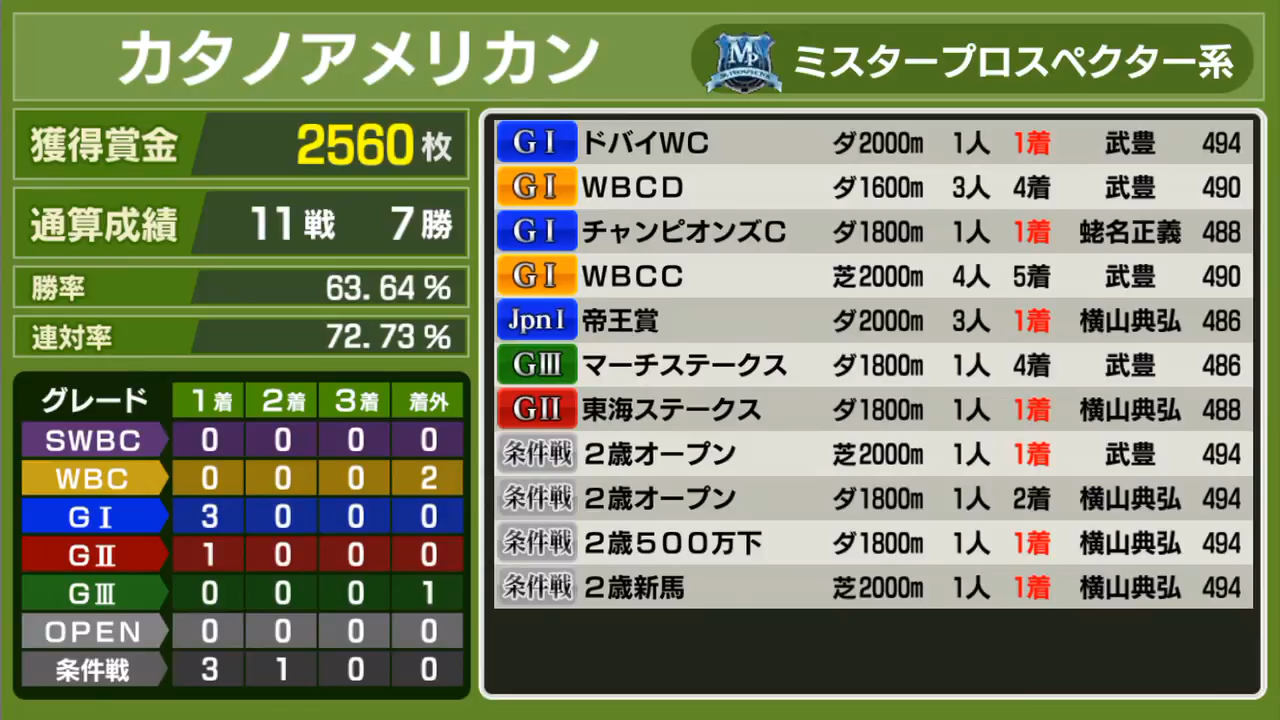 カタノアメリカン
MP
ミスタープロスペクター系
獲得賞金 2560枚
通算成績 11戦 7勝
勝率 63.64%
連対率 72.73%
グレード 1着 2着 3着 着外
SWBC 0 0 0 0
WBC 0 0 0 2
GⅠ 3 0 0 0
GⅡ 1 0 0 0
GⅢ 0 0 0 1
OPEN 0 0 0 0
条件戦 3 1 0 0
GⅠ ドバイWC ダ2000m 1人 1着 武豊 494
GⅠ WBCD ダ1600m 3人 4着 武豊 490
GⅠ チャンピオンズC ダ1800m 1人 1着 蛯名正義 488
GⅠ WBCC 芝2000m 4人 5着 武豊 490
JpnⅠ 帝王賞 ダ2000m 3人 1着 横山典弘 486
GⅢ マーチステークス ダ1800m 1人 4着 武豊 486
GⅡ 東海ステークス ダ1800m 1人 1着 横山典弘 488
条件戦 2歳オープン 芝2000m 1人 1着 武豊 494
条件戦 2歳オープン ダ1800m 1人 2着 横山典弘 494
条件戦 2歳500万下 ダ1800m 1人 1着 横山典弘 494
条件戦 2歳新馬 芝2000m 1人 1着 横山典弘 494